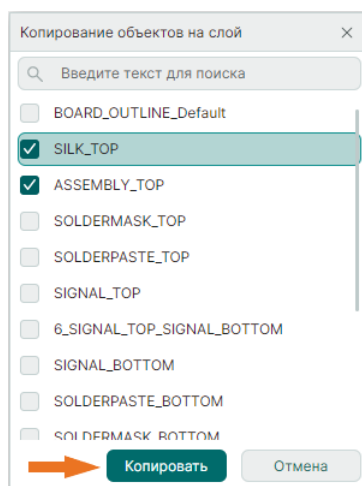 Копирование объектов на слой
Введите текст для поиска
BOARD_OUTLINE_Default
SILK_TOP
ASSEMBLY_TOP
SOLDERMASK_TOP
SOLDERPASTE_TOP
SIGNAL_TOP
6_SIGNAL_TOP_SIGNAL_BOTTOM
SIGNAL_BOTTOM
SOLDERPASTE_BOTTOM
SOLDERMASK_BOTTOM
Копировать Отмена